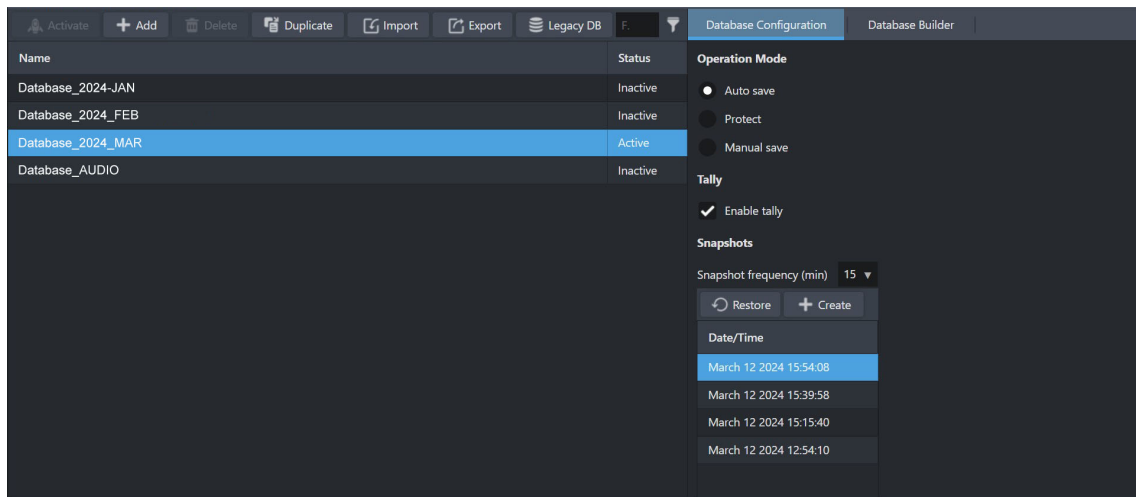 Activate Add Delete Duplicate Import Export Legacy DB F.
Database Configuration Database Builder
Name Status
Database_2024-JAN Inactive
Database_2024_FEB Inactive
Database_2024_MAR Active
Database_AUDIO Inactive
Operation Mode
Auto save
Protect
Manual save
Tally
Enable tally
Snapshots
Snapshot frequency (min) 15
Restore Create
Date/Time
March 12 2024 15:54:08
March 12 2024 15:39:58
March 12 2024 15:15:40
March 12 2024 12:54:10